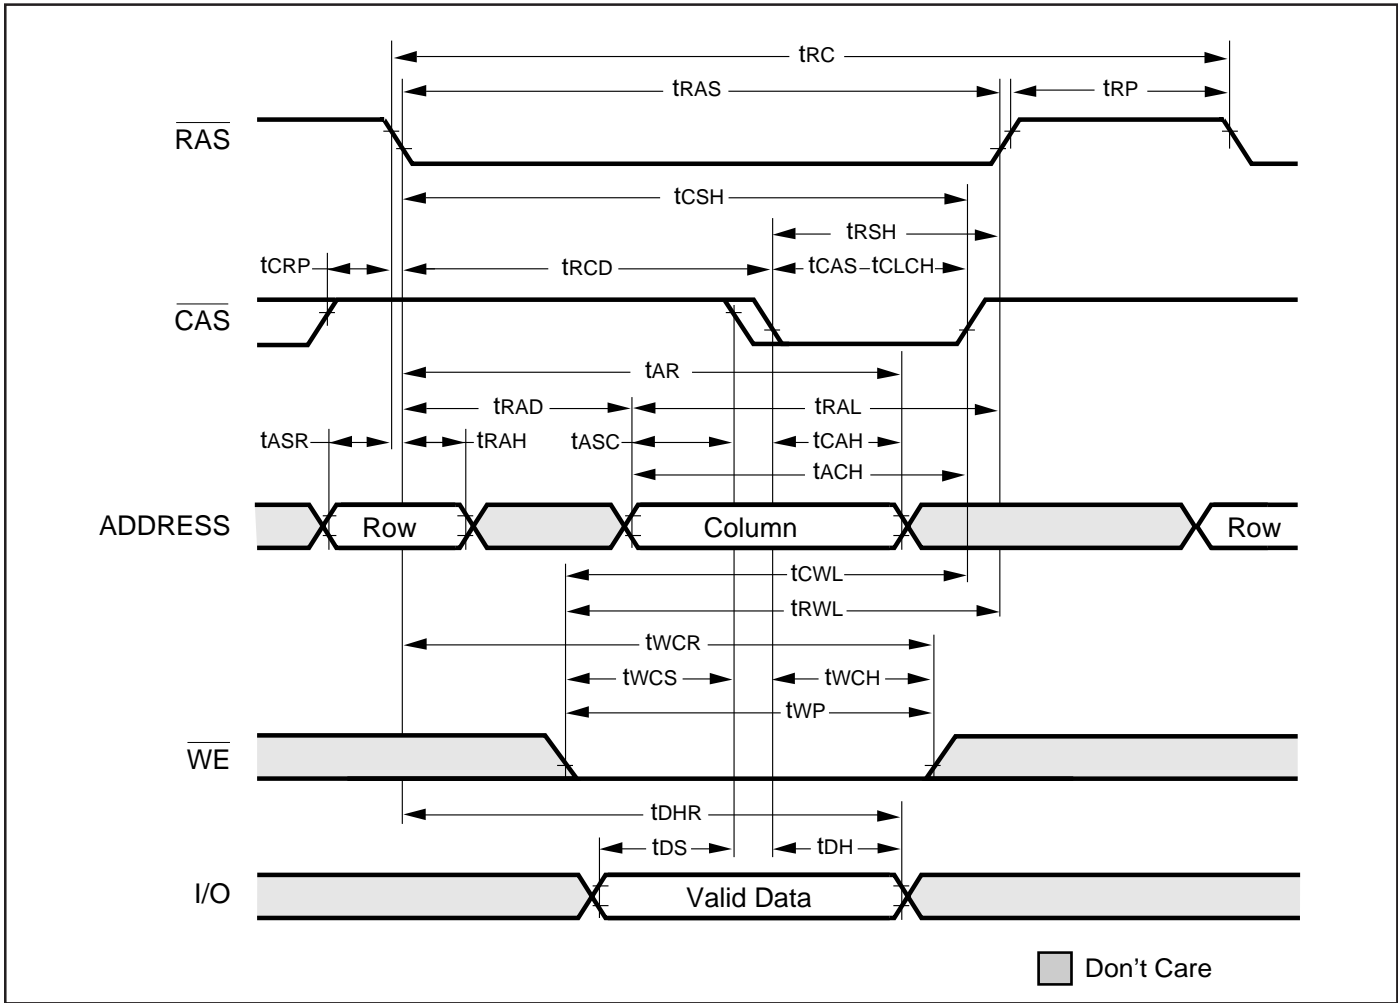 tRC
tRAS
tRP
RAS
tCSH
tRSH
tCRP
tRCD
tCAS
tCLCH
CAS
tAR
tRAD
tRAL
tASR
tRAH
tASC
tCAH
tACH
ADDRESS
Row
Column
Row
tCWL
tRWL
tWCR
tWCS
tWCH
tWP
WE
tDHR
tDS
tDH
I/O
Valid Data
Don't Care